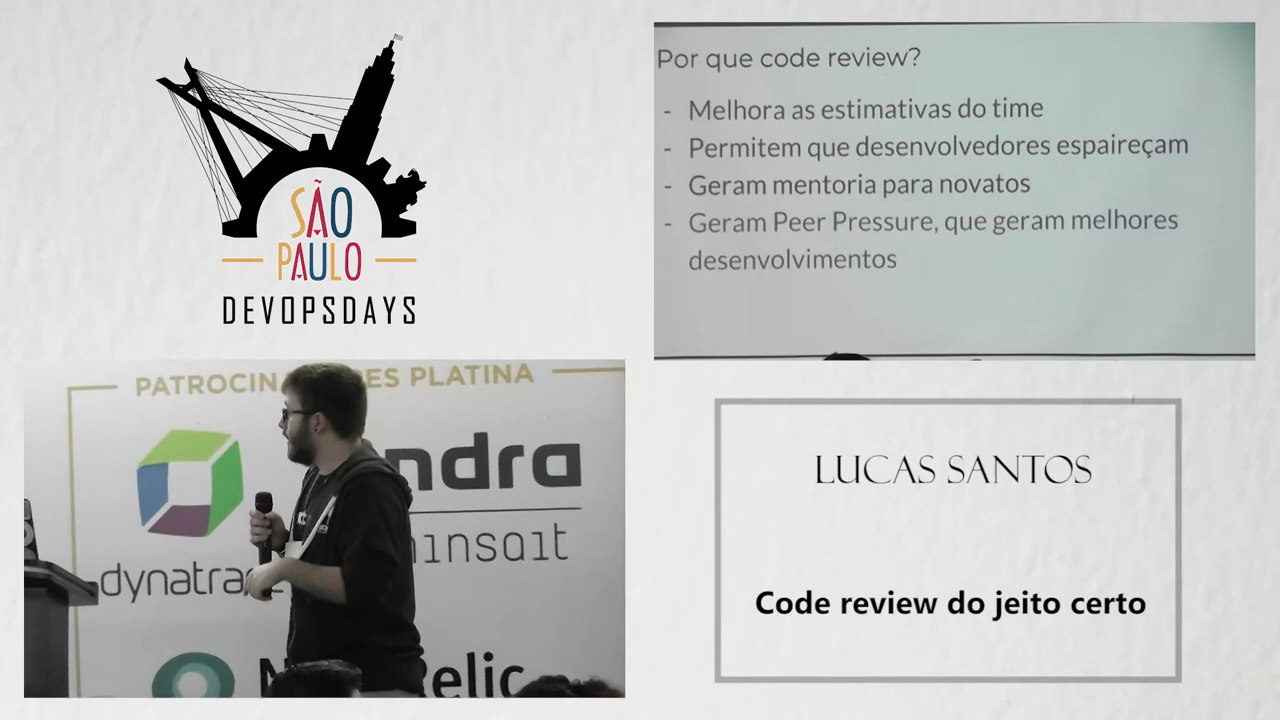 SÃO
PAULO
DEVOPSDAYS
Por que code review?
- Melhora as estimativas do time
- Permitem que desenvolvedores espaireçam
- Geram mentoria para novatos
- Geram Peer Pressure, que geram melhores
desenvolvimentos
PLATINA
LUCAS SANTOS
Code review do jeito certo